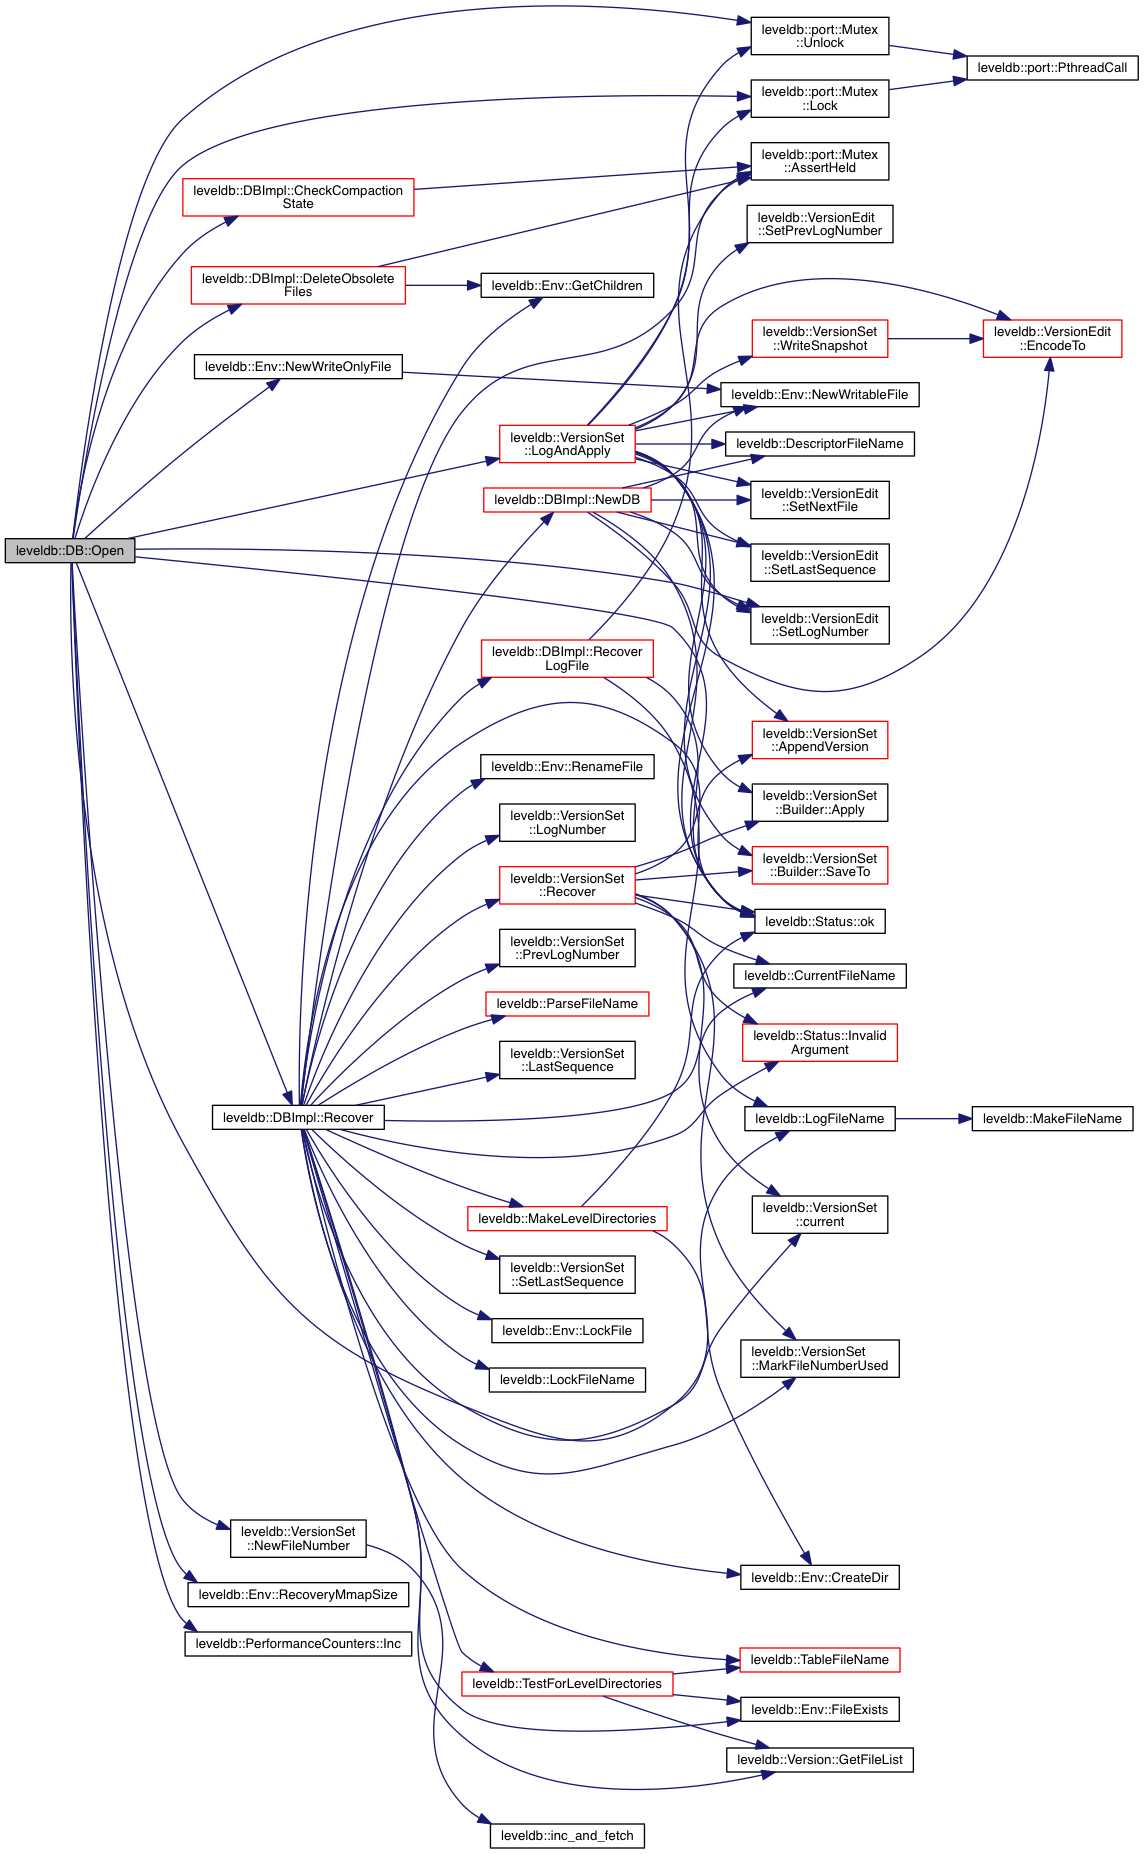 leveldb::port::Mutex
::Unlock
leveldb::port::PthreadCall
leveldb::port::Mutex
::Lock
leveldb::port::Mutex
::AssertHeld
leveldb::DBImpl::CheckCompaction
State
leveldb::VersionEdit
::SetPrevLogNumber
leveldb::DBImpl::DeleteObsolete
Files
leveldb::Env::GetChildren
leveldb::VersionSet
::WriteSnapshot
leveldb::VersionEdit
::EncodeTo
leveldb::Env::NewWriteOnlyFile
leveldb::Env::NewWritableFile
leveldb::VersionSet
::LogAndApply
leveldb::DescriptorFileName
leveldb::DBImpl::NewDB
leveldb::VersionEdit
::SetNextFile
leveldb::DB::Open
leveldb::VersionEdit
::SetLastSequence
leveldb::VersionEdit
::SetLogNumber
leveldb::DBImpl::Recover
LogFile
leveldb::VersionSet
::AppendVersion
leveldb::Env::RenameFile
leveldb::VersionSet
::Builder::Apply
leveldb::VersionSet
::LogNumber
leveldb::VersionSet
::Builder::SaveTo
leveldb::VersionSet
::Recover
leveldb::Status::ok
leveldb::VersionSet
::PrevLogNumber
leveldb::CurrentFileName
leveldb::ParseFileName
leveldb::Status::Invalid
Argument
leveldb::VersionSet
::LastSequence
leveldb::DBImpl::Recover
leveldb::LogFileName
leveldb::MakeFileName
leveldb::MakeLevelDirectories
leveldb::VersionSet
::current
leveldb::VersionSet
::SetLastSequence
leveldb::Env::LockFile
leveldb::VersionSet
::MarkFileNumberUsed
leveldb::LockFileName
leveldb::VersionSet
::NewFileNumber
leveldb::Env::CreateDir
leveldb::Env::RecoveryMmapSize
leveldb::PerformanceCounters::Inc
leveldb::TableFileName
leveldb::TestForLevelDirectories
leveldb::Env::FileExists
leveldb::Version::GetFileList
leveldb::inc_and_fetch